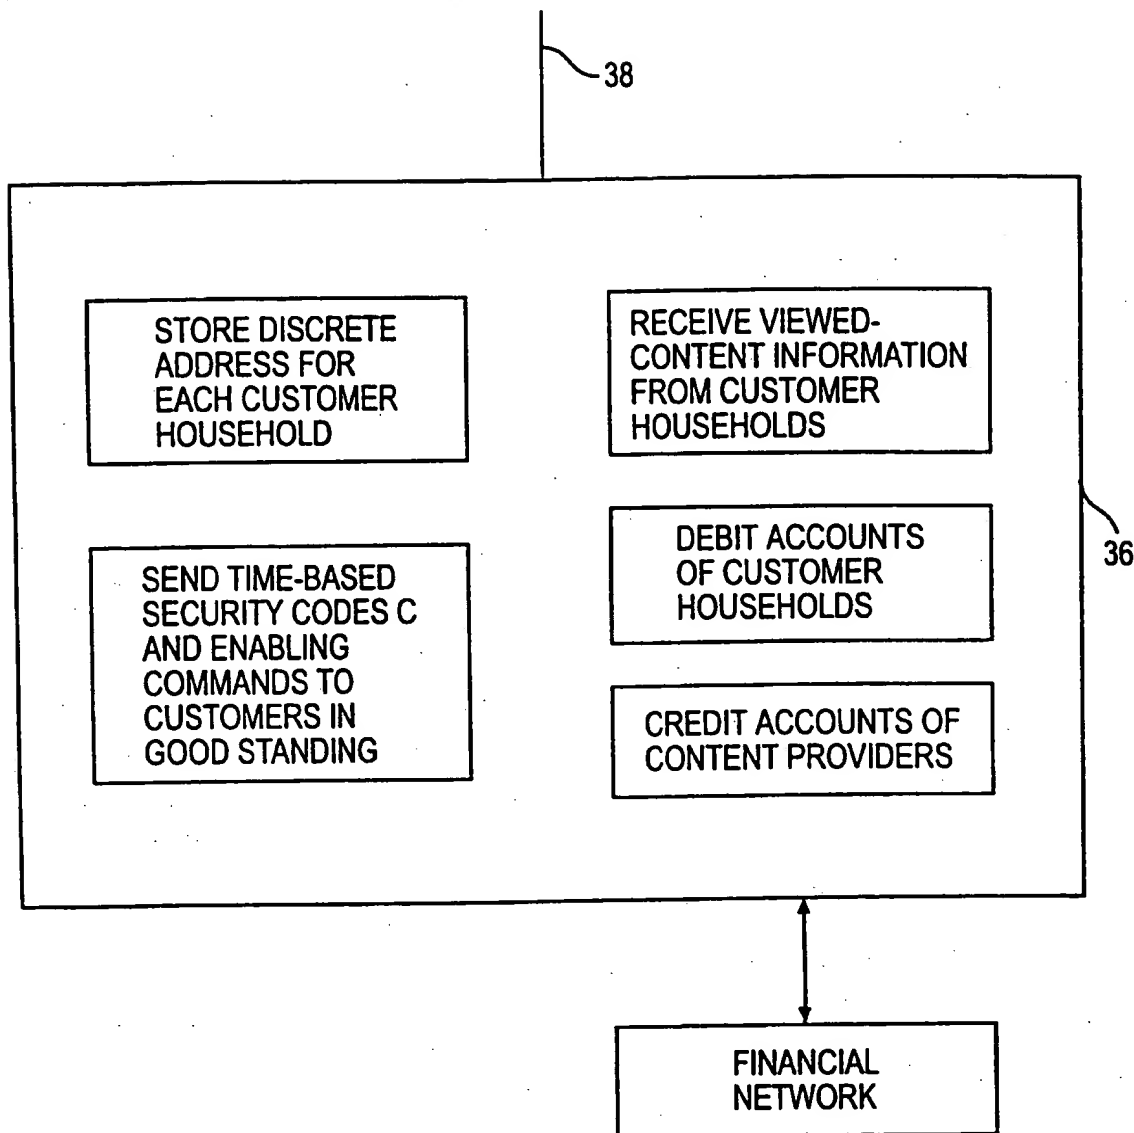 38
STORE DISCRETE
ADDRESS FOR
EACH CUSTOMER
HOUSEHOLD
RECEIVE VIEWED-
CONTENT INFORMATION
FROM CUSTOMER
HOUSEHOLDS
SEND TIME-BASED
SECURITY CODES C
AND ENABLING
COMMANDS TO
CUSTOMERS IN
GOOD STANDING
DEBIT ACCOUNTS
OF CUSTOMER
HOUSEHOLDS
36
CREDIT ACCOUNTS OF
CONTENT PROVIDERS
FINANCIAL
NETWORK